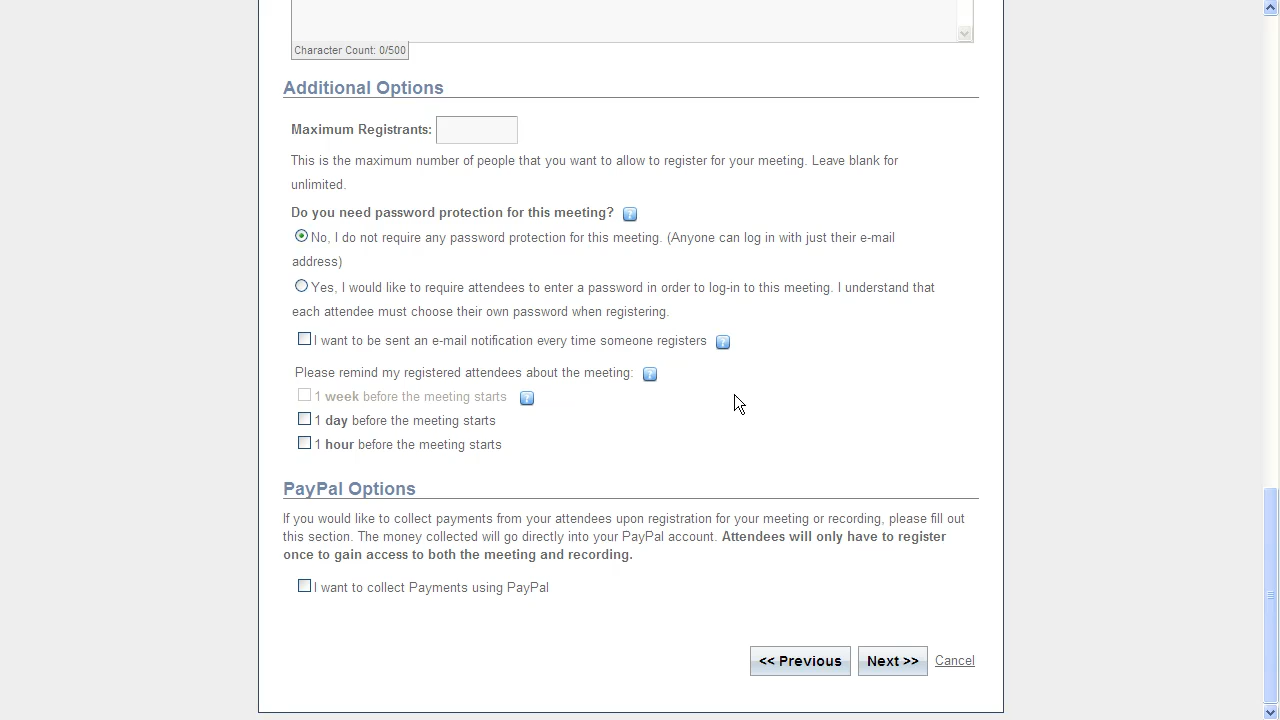 Character Count: 0/500
Additional Options
Maximum Registrants:
This is the maximum number of people that you want to allow to register for your meeting. Leave blank for
unlimited.
Do you need password protection for this meeting? ?
No, I do not require any password protection for this meeting. (Anyone can log in with just their e-mail
address)
Yes, I would like to require attendees to enter a password in order to log-in to this meeting. I understand that
each attendee must choose their own password when registering.
I want to be sent an e-mail notification every time someone registers ?
Please remind my registered attendees about the meeting: ?
1 week before the meeting starts ?
1 day before the meeting starts
1 hour before the meeting starts
PayPal Options
If you would like to collect payments from your attendees upon registration for your meeting or recording, please fill out
this section. The money collected will go directly into your PayPal account. Attendees will only have to register
once to gain access to both the meeting and recording.
I want to collect Payments using PayPal
<< Previous Next >> Cancel